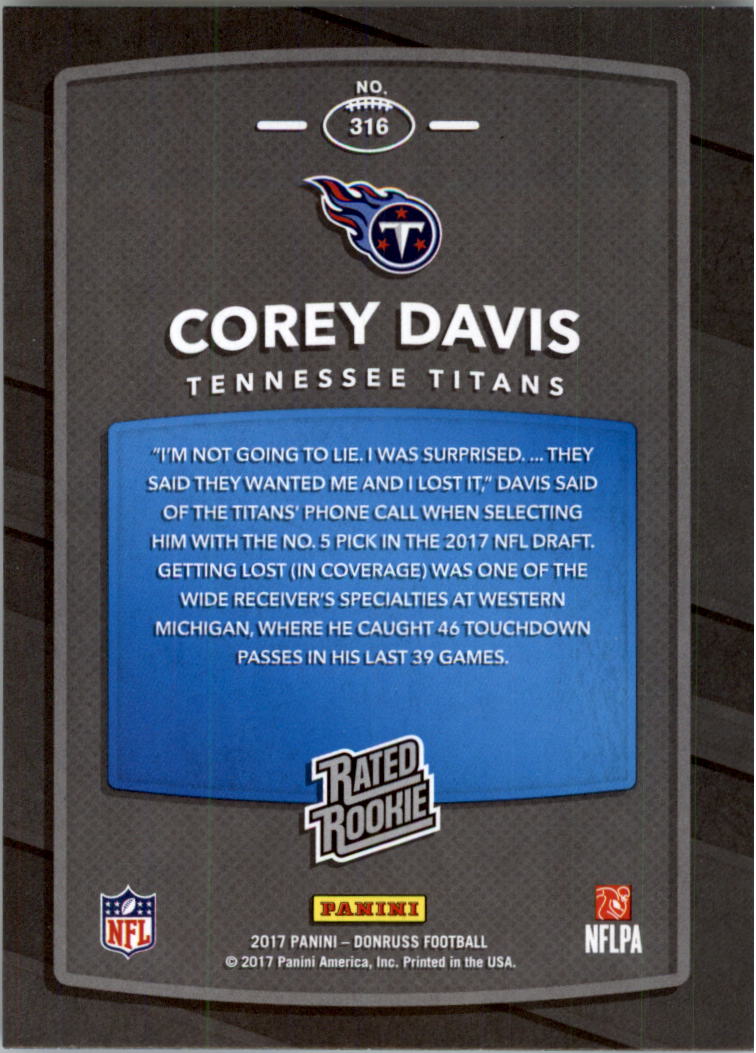 NO.
316
T
COREY DAVIS
TENNESSEE TITANS
"I'M NOT GOING TO LIE. I WAS SURPRISED. ... THEY
SAID THEY WANTED ME AND I LOST IT," DAVIS SAID
OF THE TITANS' PHONE CALL WHEN SELECTING
HIM WITH THE NO. 5 PICK IN THE 2017 NFL DRAFT.
GETTING LOST (IN COVERAGE) WAS ONE OF THE
WIDE RECEIVER'S SPECIALTIES AT WESTERN
MICHIGAN, WHERE HE CAUGHT 46 TOUCHDOWN
PASSES IN HIS LAST 39 GAMES.
RATED
ROOKIE
NFL
PANINI
NFLPA
2017 PANINI – DONRUSS FOOTBALL
© 2017 Panini America, Inc. Printed in the USA.